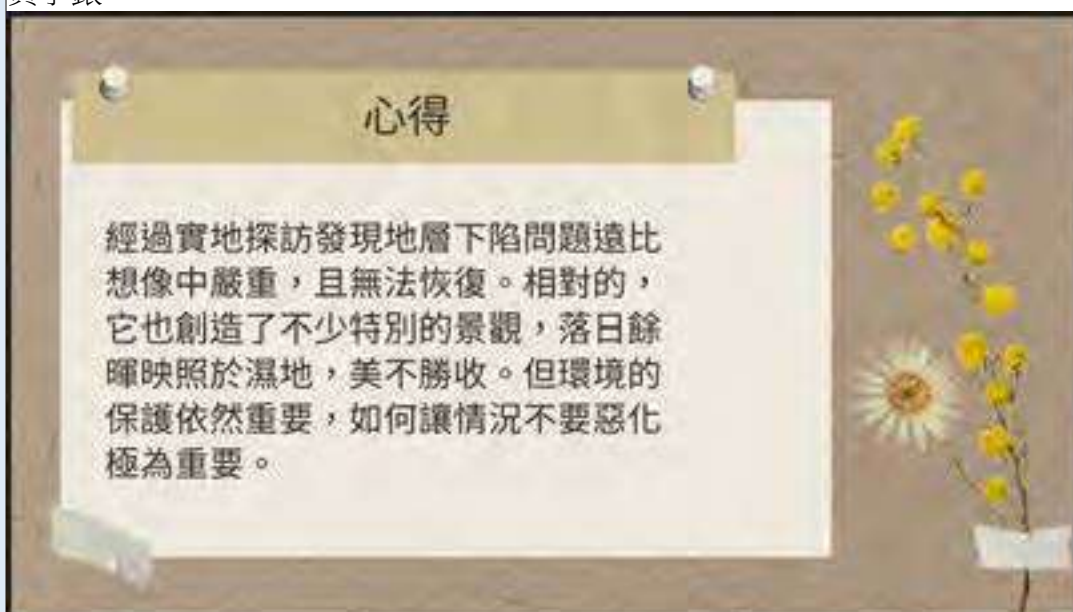 心得
經過實地探訪發現地層下陷問題遠比
想像中嚴重，且無法恢復。相對的，
它也創造了不少特別的景觀，落日餘
暉映照於濕地，美不勝收。但環境的
保護依然重要，如何讓情況不要惡化
極為重要。